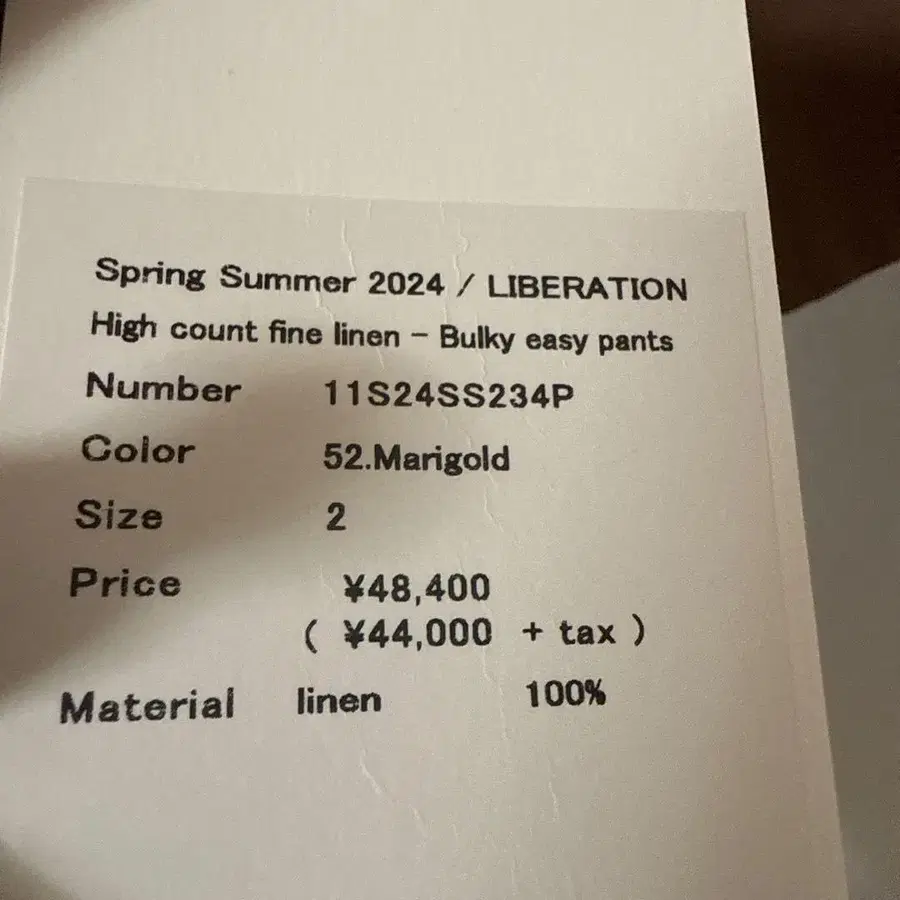 Spring Summer 2024 / LIBERATION
High count fine linen - Bulky easy pants
Number 11S24SS234P
Color 52.Marigold
Size 2
Price ¥48,400
( ¥44,000 + tax )
Material linen 100%